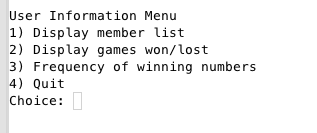 User Information Menu
1) Display member list
2) Display games won/lost
3) Frequency of winning numbers
4) Quit
Choice: